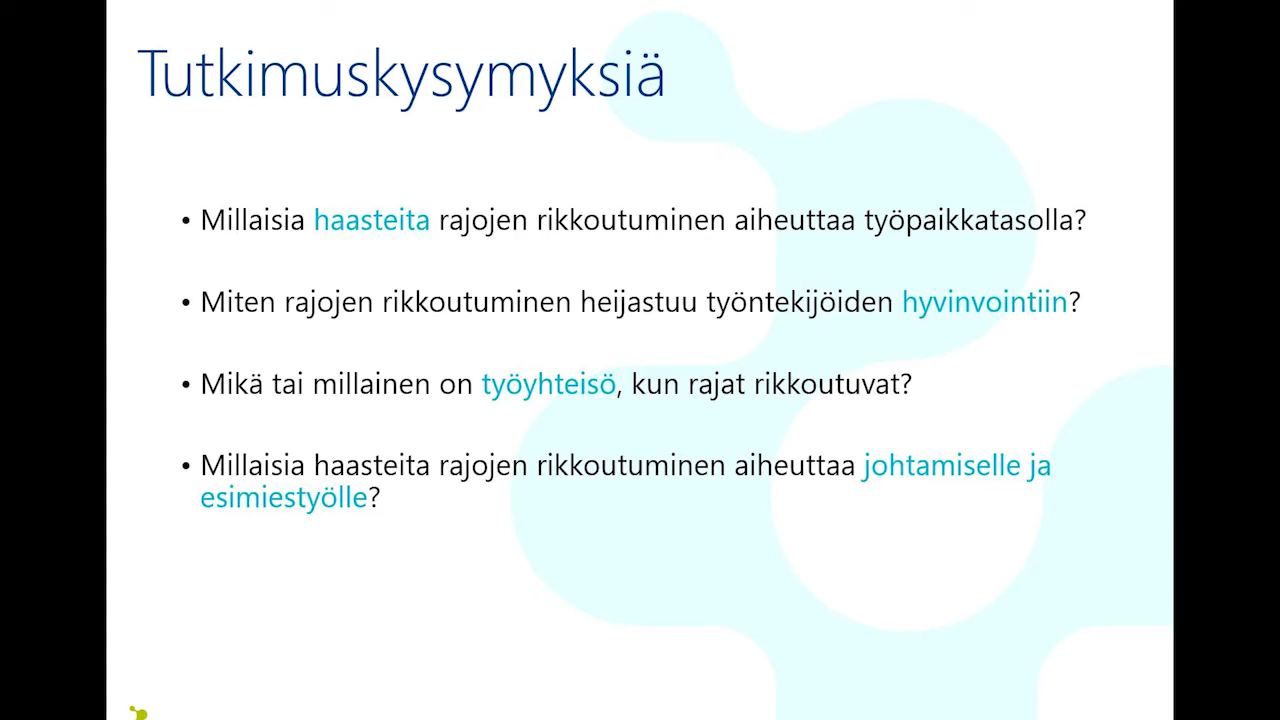 Tutkimuskysymyksiä
• Millaisia haasteita rajojen rikkoutuminen aiheuttaa työpaikkatasolla?
• Miten rajojen rikkoutuminen heijastuu työntekijöiden hyvinvointiin?
• Mikä tai millainen on työyhteisö, kun rajat rikkoutuvat?
• Millaisia haasteita rajojen rikkoutuminen aiheuttaa johtamiselle ja
esimiestyölle?